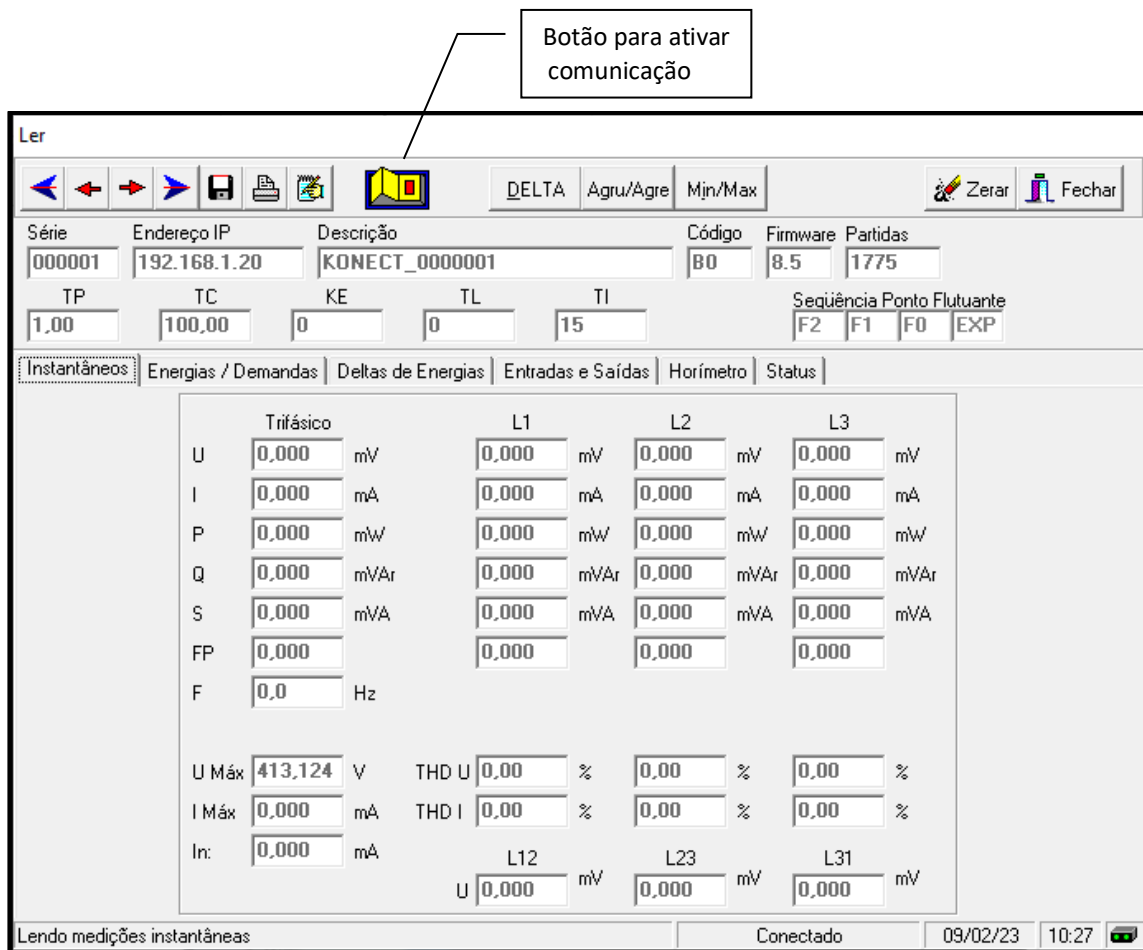 Botão para ativar
comunicação
Ler
DELTA Agru/Agre Min/Max Zerar Fechar
Série Endereço IP Descrição Código Firmware Partidas
000001 192.168.1.20 KONECT_0000001 B0 8.5 1775
TP TC KE TL TI Seqüência Ponto Flutuante
1,00 100,00 0 0 15 F2 F1 F0 EXP
Instantâneos Energias / Demandas Deltas de Energias Entradas e Saídas Horímetro Status
Trifásico L1 L2 L3
U 0,000 mV 0,000 mV 0,000 mV 0,000 mV
I 0,000 mA 0,000 mA 0,000 mA 0,000 mA
P 0,000 mW 0,000 mW 0,000 mW 0,000 mW
Q 0,000 mVAr 0,000 mVAr 0,000 mVAr 0,000 mVAr
S 0,000 mVA 0,000 mVA 0,000 mVA 0,000 mVA
FP 0,000 0,000 0,000 0,000
F 0,0 Hz
U Máx 413,124 V THD U 0,00 % 0,00 % 0,00 %
I Máx 0,000 mA THD I 0,00 % 0,00 % 0,00 %
In: 0,000 mA L12 L23 L31
U 0,000 mV 0,000 mV 0,000 mV
Lendo medições instantâneas Conectado 09/02/23 10:27